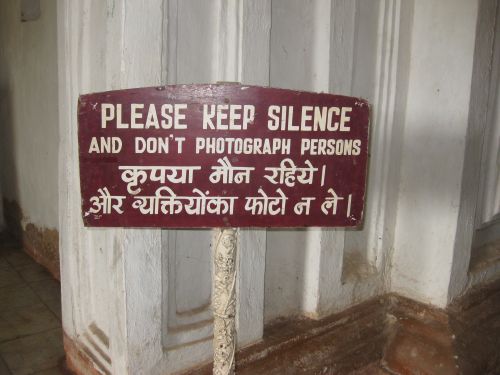 PLEASE KEEP SILENCE
AND DON'T PHOTOGRAPH PERSONS
कृपया मौन रहिये।
और व्यक्तियोंका फोटो न ले।